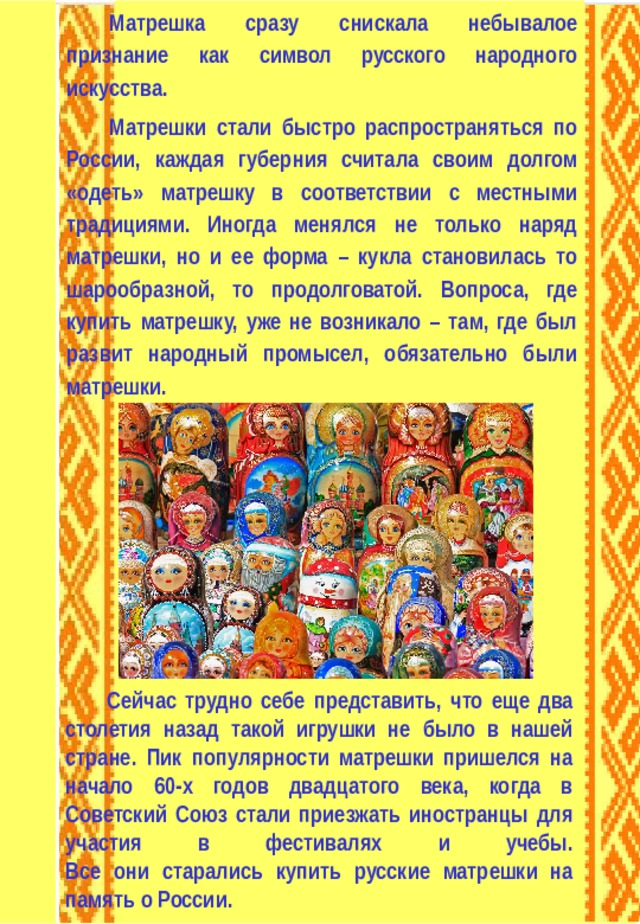 Матрешка сразу снискала небывалое
признание как символ русского народного
искусства.
Матрешки стали быстро распространяться по
России, каждая губерния считала своим долгом
«одеть» матрешку в соответствии с местными
традициями. Иногда менялся не только наряд
матрешки, но и ее форма – кукла становилась то
шарообразной, то продолговатой. Вопроса, где
купить матрешку, уже не возникало – там, где был
развит народный промысел, обязательно были
матрешки.
Сейчас трудно себе представить, что еще два
столетия назад такой игрушки не было в нашей
стране. Пик популярности матрешки пришелся на
начало 60-х годов двадцатого века, когда в
Советский Союз стали приезжать иностранцы для
участия в фестивалях и учебы.
Все они старались купить русские матрешки на
память о России.